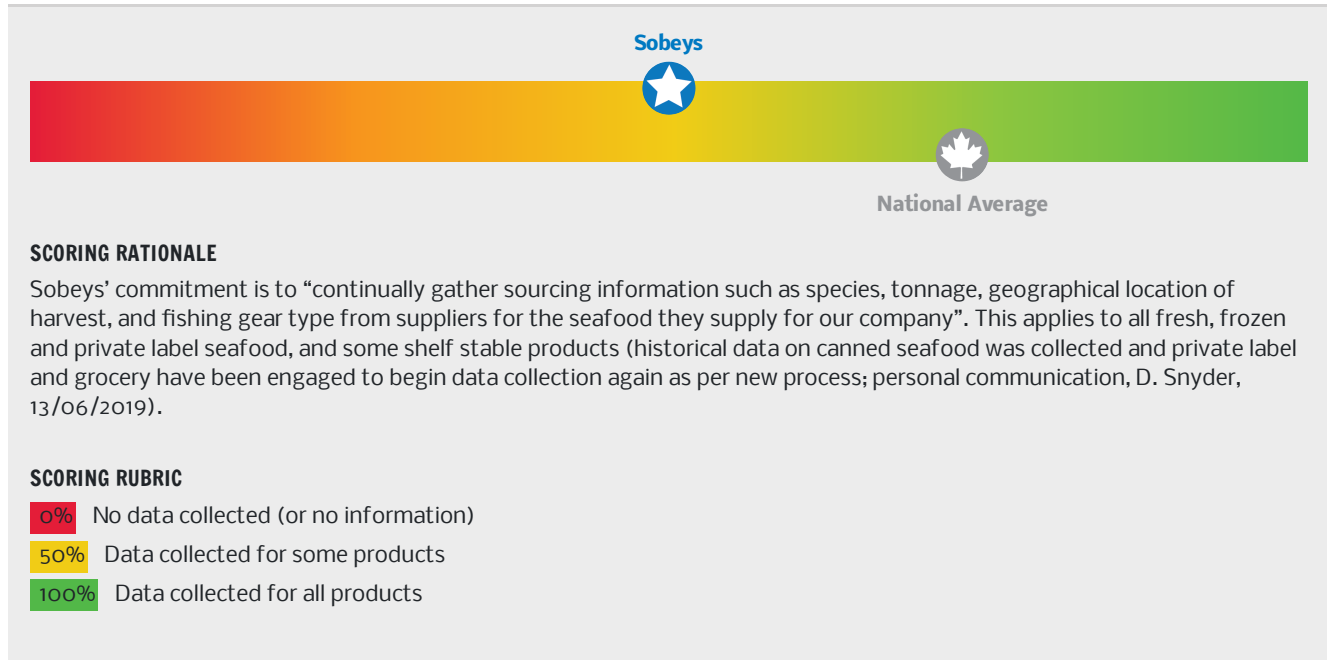 Sobeys
National Average
SCORING RATIONALE
Sobeys’ commitment is to “continually gather sourcing information such as species, tonnage, geographical location of
harvest, and fishing gear type from suppliers for the seafood they supply for our company”. This applies to all fresh, frozen
and private label seafood, and some shelf stable products (historical data on canned seafood was collected and private label
and grocery have been engaged to begin data collection again as per new process; personal communication, D. Snyder,
13/06/2019).
SCORING RUBRIC
0% No data collected (or no information)
50% Data collected for some products
100% Data collected for all products